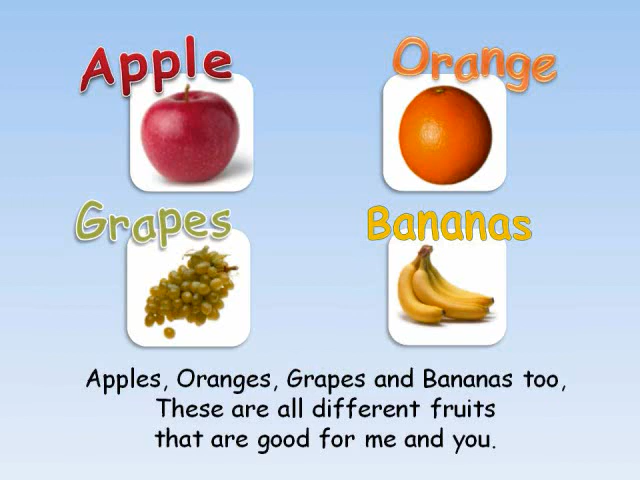 Apple
Orange
Grapes
Bananas
Apples, Oranges, Grapes and Bananas too,
These are all different fruits
that are good for me and you.